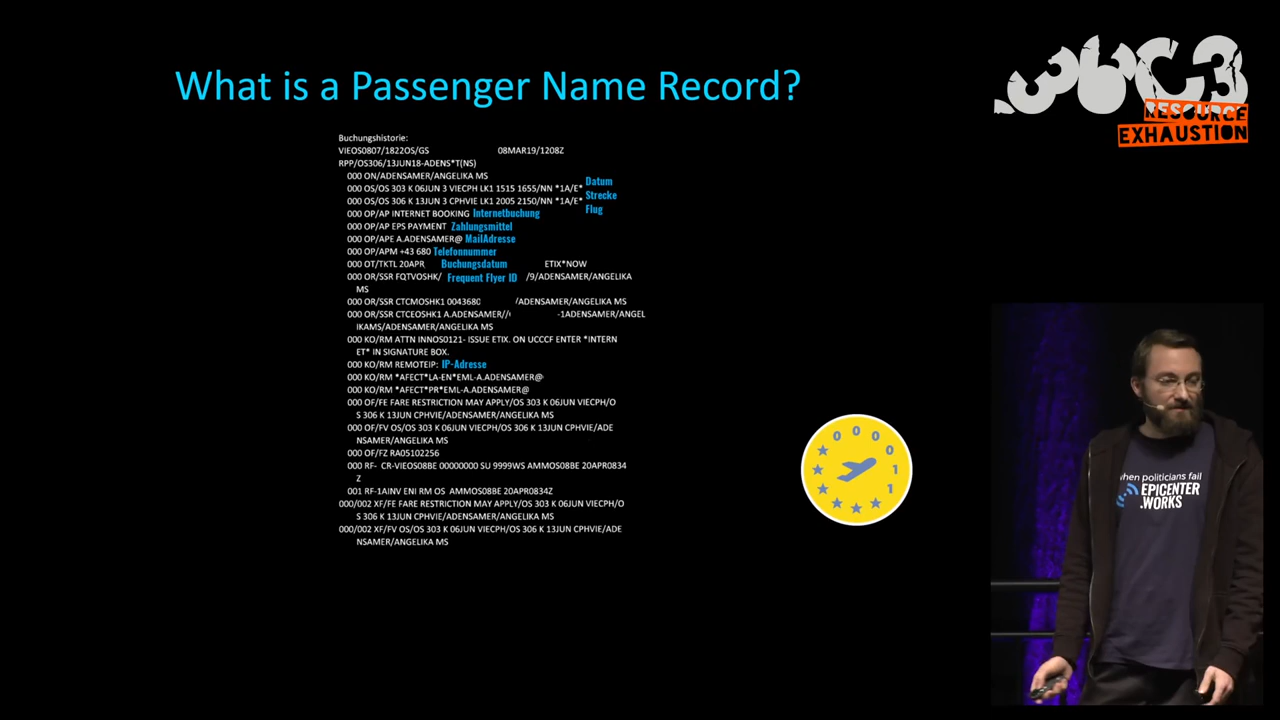 What is a Passenger Name Record?
36C3
RESOURCE
EXHAUSTION
Buchungshistorie:
VIEOS0807/1822OS/GS 08MAR19/1208Z
RPP/OS306/13JUN18-ADENS*T(NS)
000 ON/ADENSAMER/ANGELIKA MS
000 OS/OS 303 K 06JUN 3 VIECPH LK1 1515 1655/NN *1A/E* Datum
000 OS/OS 306 K 13JUN 3 CPHVIE LK1 2005 2150/NN *1A/E* Strecke
Flug
000 OP/AP INTERNET BOOKING Internetbuchung
000 OP/AP EPS PAYMENT Zahlungsmittel
000 OP/APE A.ADENSAMER@ MailAdresse
000 OP/APM +43 680 Telefonnummer
000 OT/TKTL 20APR Buchungsdatum ETIX*NOW
000 OR/SSR FQTVOSHK/ Frequent Flyer ID /9/ADENSAMER/ANGELIKA
MS
000 OR/SSR CTCMOSHK1 0043680 /ADENSAMER/ANGELIKA MS
000 OR/SSR CTCEOSHK1 A.ADENSAMER//( -1ADENSAMER/ANGEL
IKAMS/ADENSAMER/ANGELIKA MS
000 KO/RM ATTN INNOS0121- ISSUE ETIX. ON UCCCF ENTER *INTERN
ET* IN SIGNATURE BOX.
000 KO/RM REMOTEIP: IP-Adresse
000 KO/RM *AFECT*LA-EN*EML-A.ADENSAMER@
000 KO/RM *AFECT*PR*EML-A.ADENSAMER@
000 OF/FE FARE RESTRICTION MAY APPLY/OS 303 K 06JUN VIECPH/O
S 306 K 13JUN CPHVIE/ADENSAMER/ANGELIKA MS
000 OF/FV OS/OS 303 K 06JUN VIECPH/OS 306 K 13JUN CPHVIE/ADE
NSAMER/ANGELIKA MS
000 OF/FZ RA05102256
000 RF- CR-VIEOS08BE 00000000 SU 9999WS AMMOS08BE 20APR0834
Z
001 RF-1AINV ENI RM OS AMMOS08BE 20APR0834Z
000/002 XF/FE FARE RESTRICTION MAY APPLY/OS 303 K 06JUN VIECPH/O
S 306 K 13JUN CPHVIE/ADENSAMER/ANGELIKA MS
000/002 XF/FV OS/OS 303 K 06JUN VIECPH/OS 306 K 13JUN CPHVIE/ADE
NSAMER/ANGELIKA MS
0 0 0 0 0 1 1
when politicians fail
EPICENTER
.WORKS